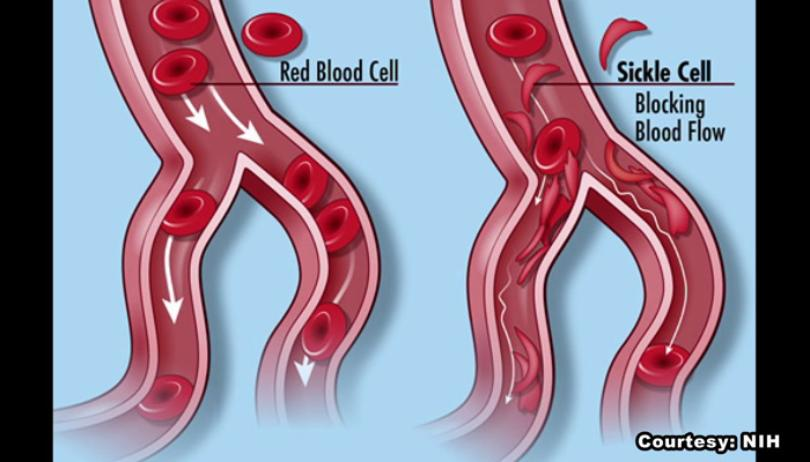 Red Blood Cell
Sickle Cell
Blocking
Blood Flow
Courtesy: NIH